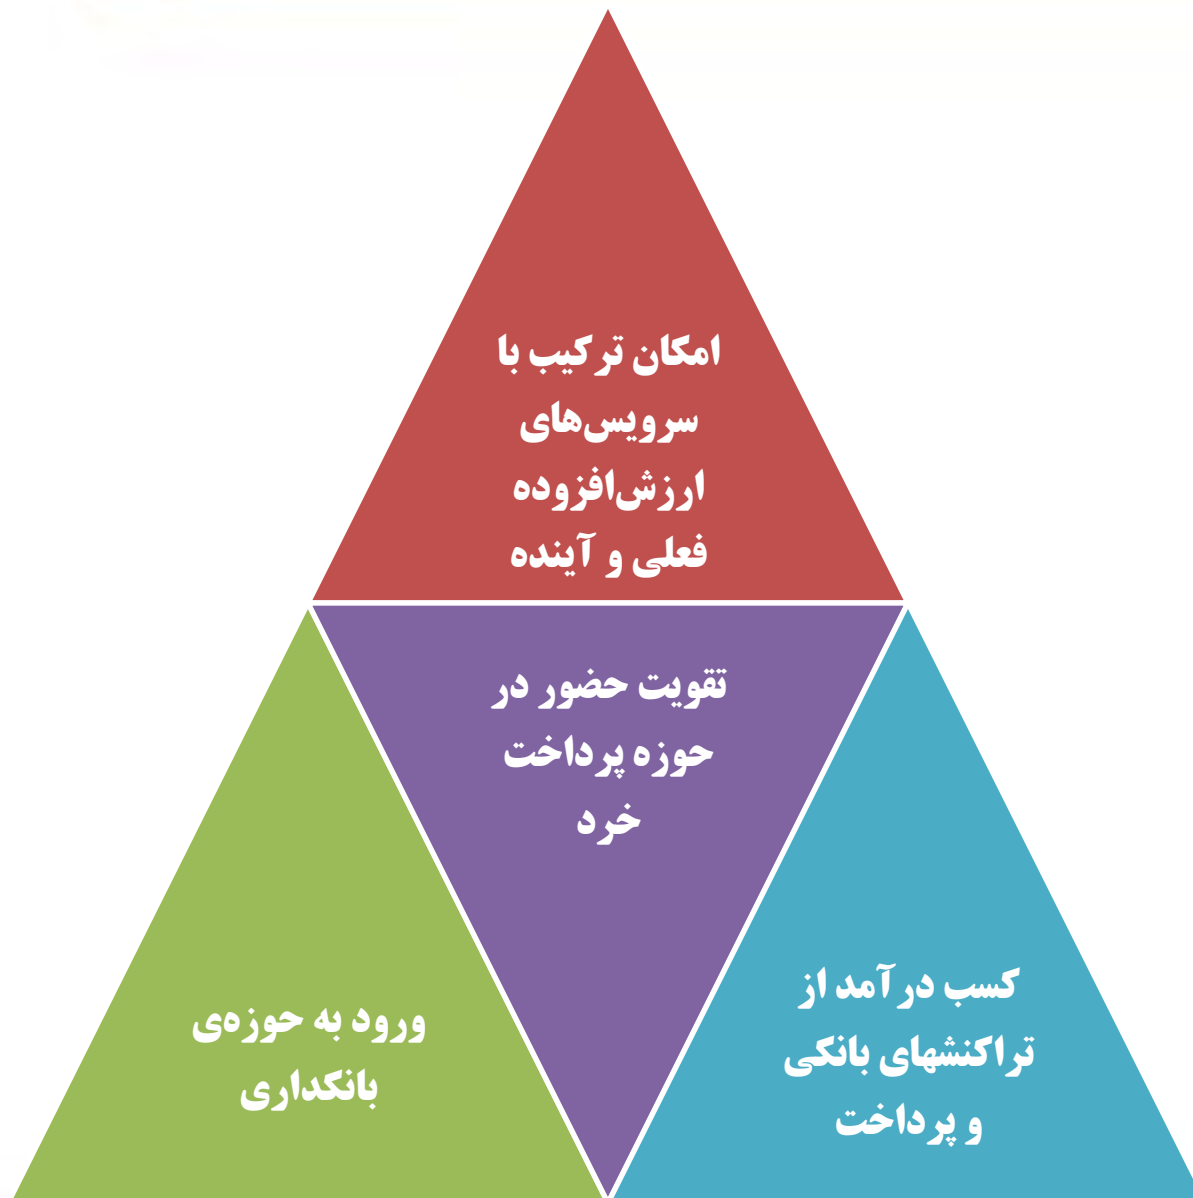 امکان ترکیب با
سرویس‌های
ارزش‌افزوده
فعلی و آینده
تقویت حضور در
حوزه پرداخت
خرد
کسب درآمد از
تراکنشهای بانکی
و پرداخت
ورود به حوزه‌ی
بانکداری